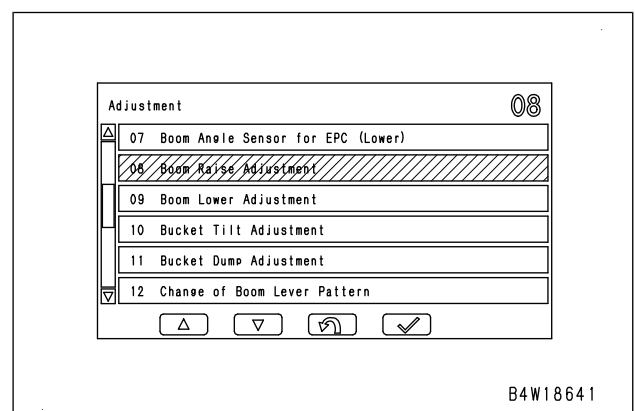 Adjustment 08
07 Boom Angle Sensor for EPC (Lower)
08 Boom Raise Adjustment
09 Boom Lower Adjustment
10 Bucket Tilt Adjustment
11 Bucket Dump Adjustment
12 Change of Boom Lever Pattern
B4W18641